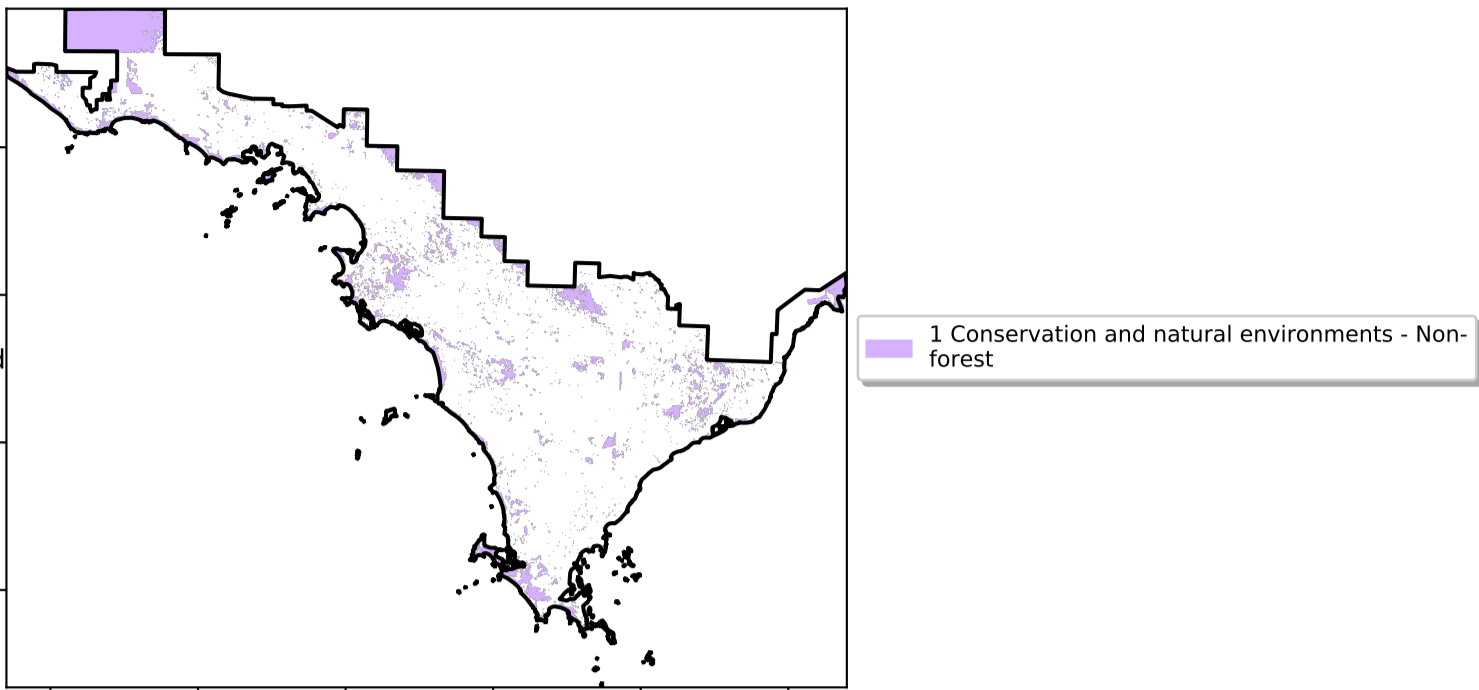 1 Conservation and natural environments - Non-
forest